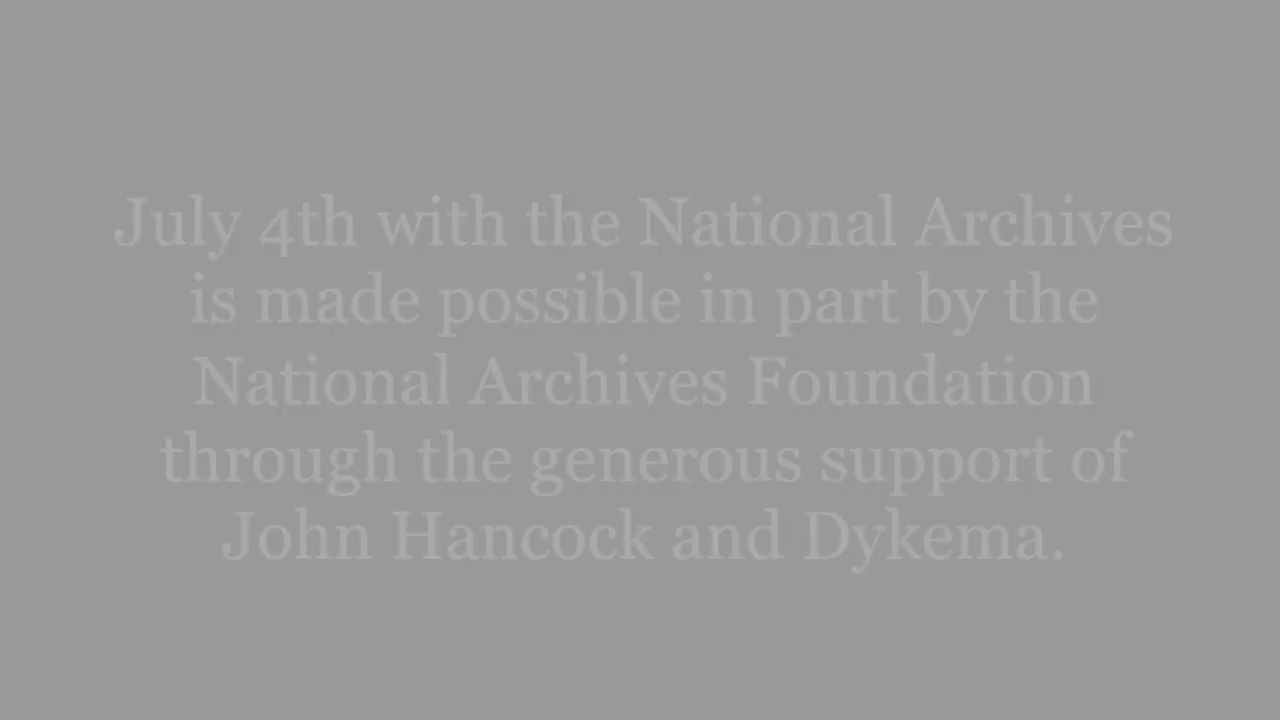 July 4th with the National Archives
is made possible in part by the
National Archives Foundation
through the generous support of
John Hancock and Dykema.